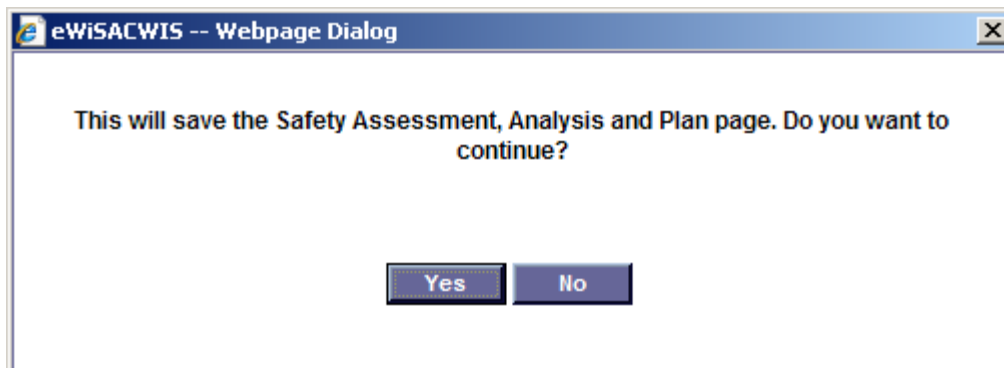 eWiSACWIS -- Webpage Dialog
This will save the Safety Assessment, Analysis and Plan page. Do you want to
continue?
Yes No